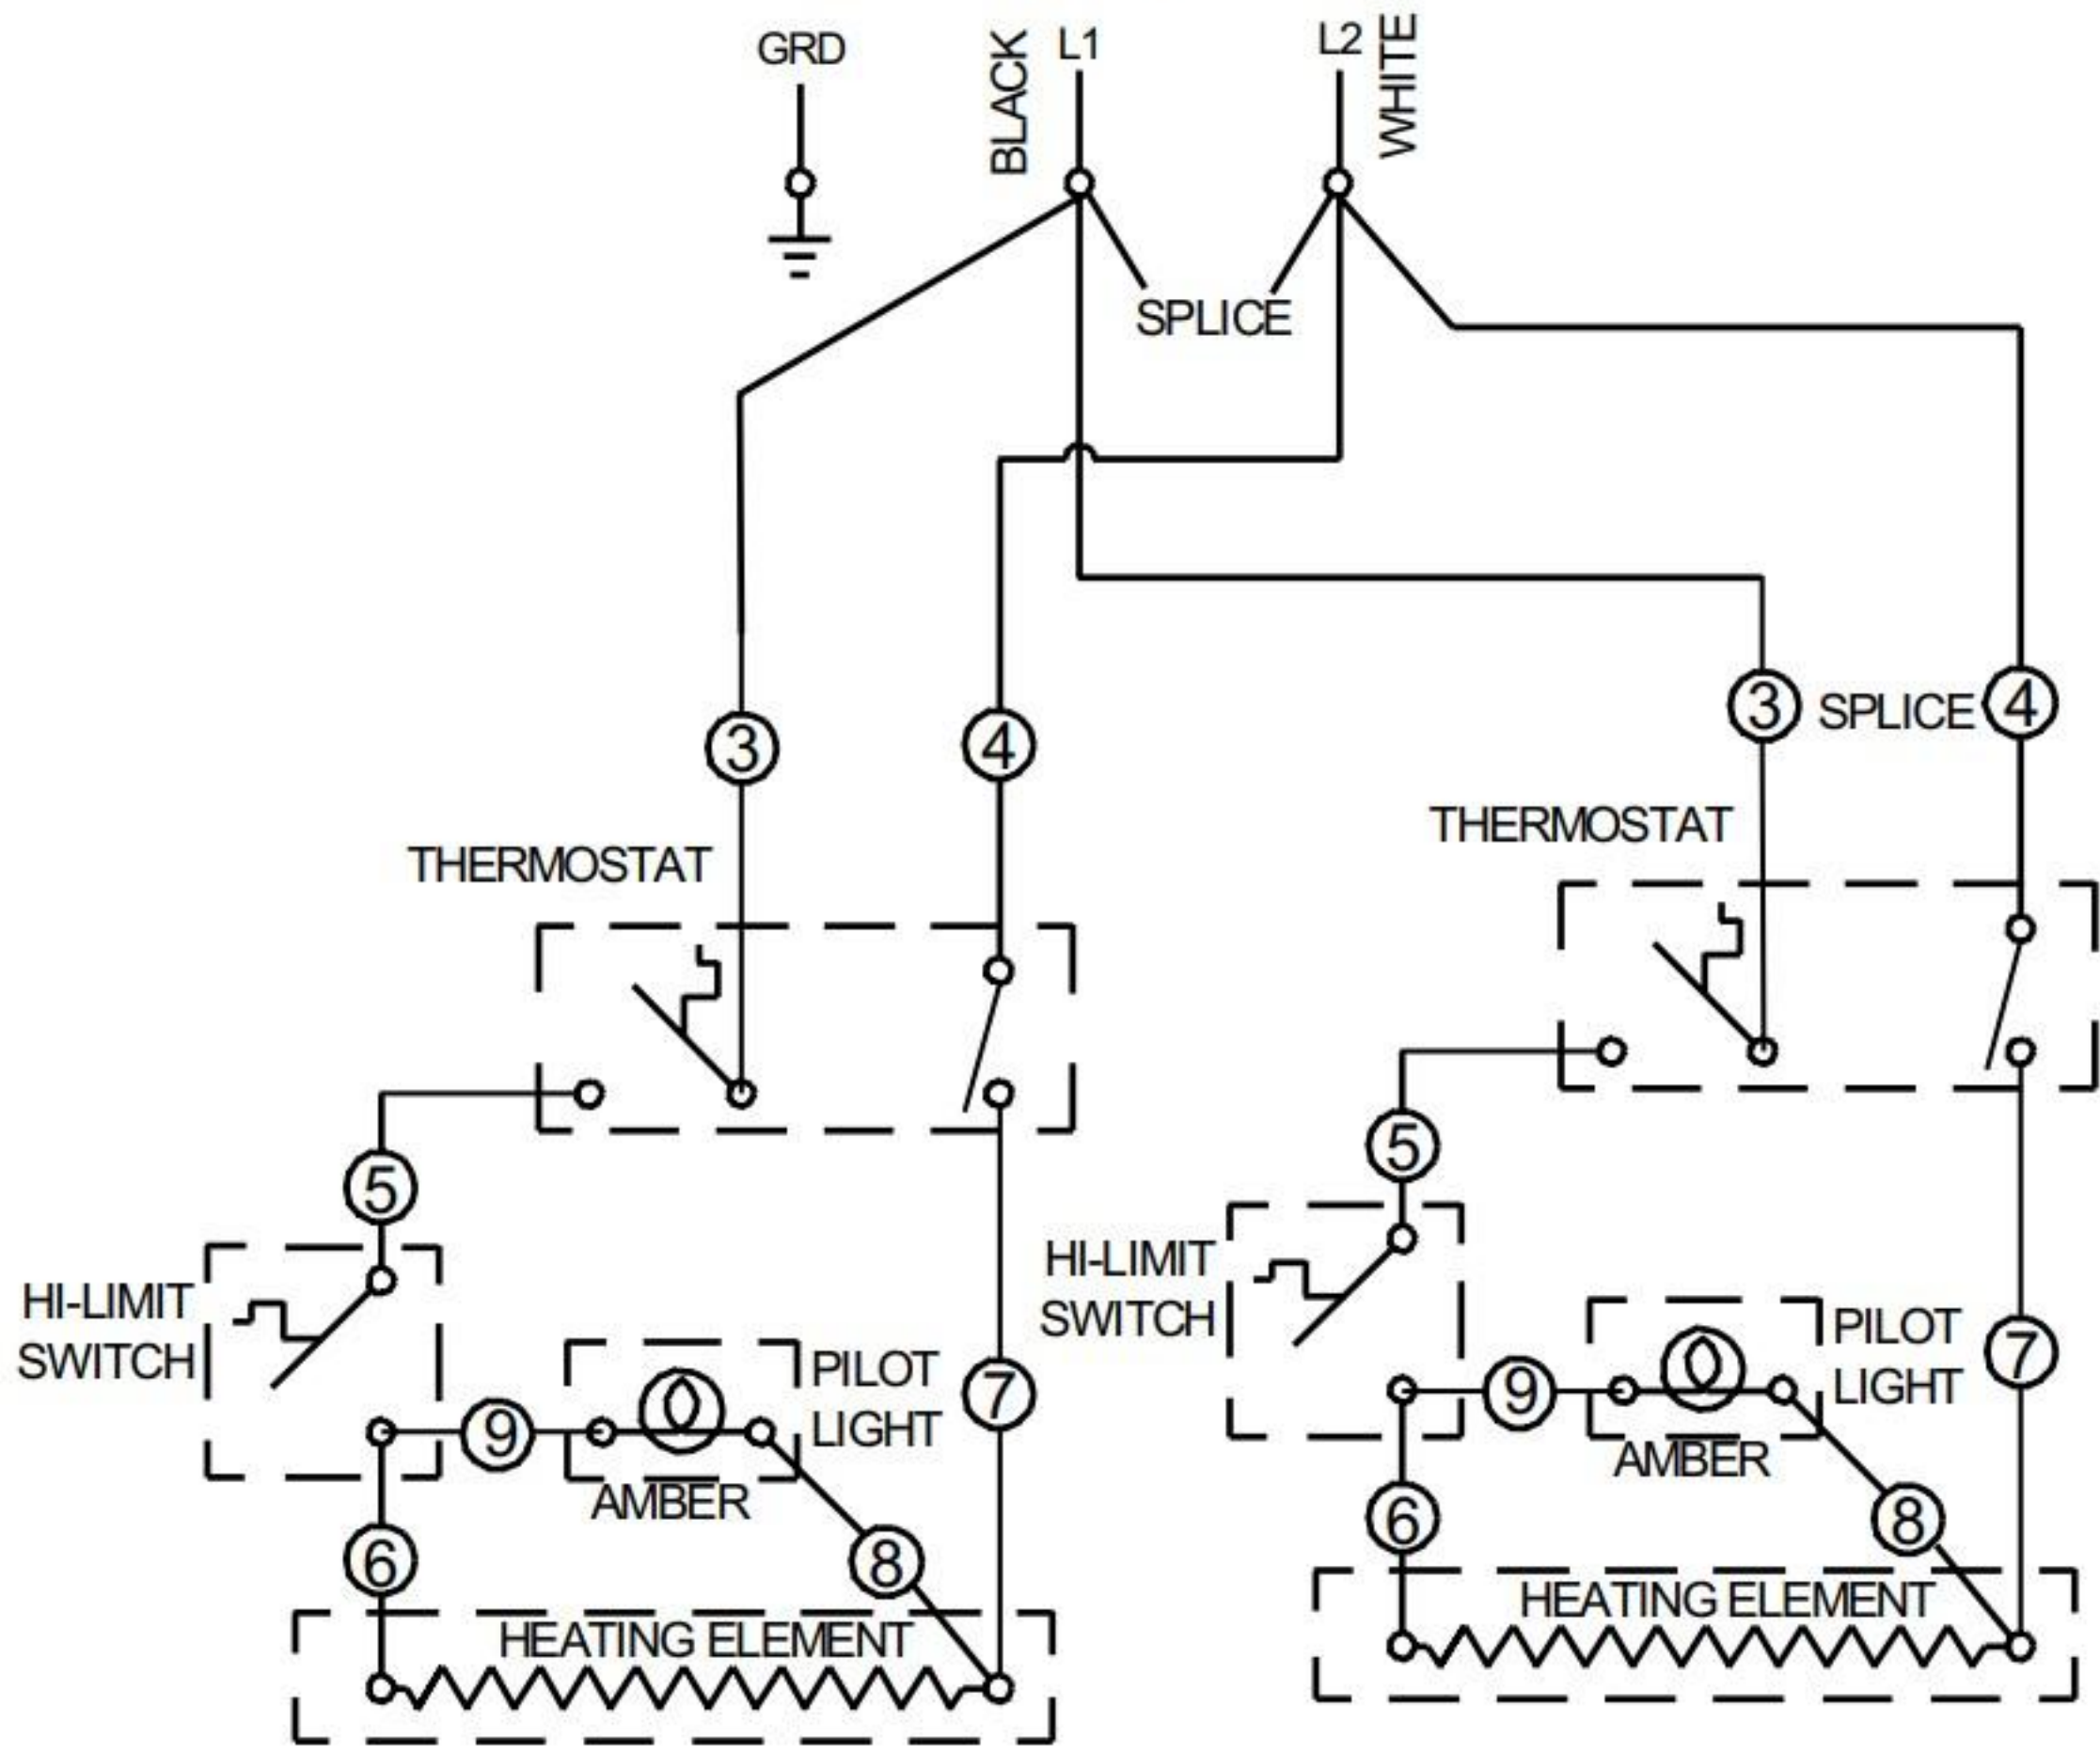 GRD
BLACK
L1
L2
WHITE
SPLICE
3
4
3
SPLICE
4
THERMOSTAT
THERMOSTAT
5
5
HI-LIMIT
SWITCH
HI-LIMIT
SWITCH
9
PILOT
LIGHT
AMBER
7
9
PILOT
LIGHT
AMBER
7
6
8
HEATING ELEMENT
6
8
HEATING ELEMENT